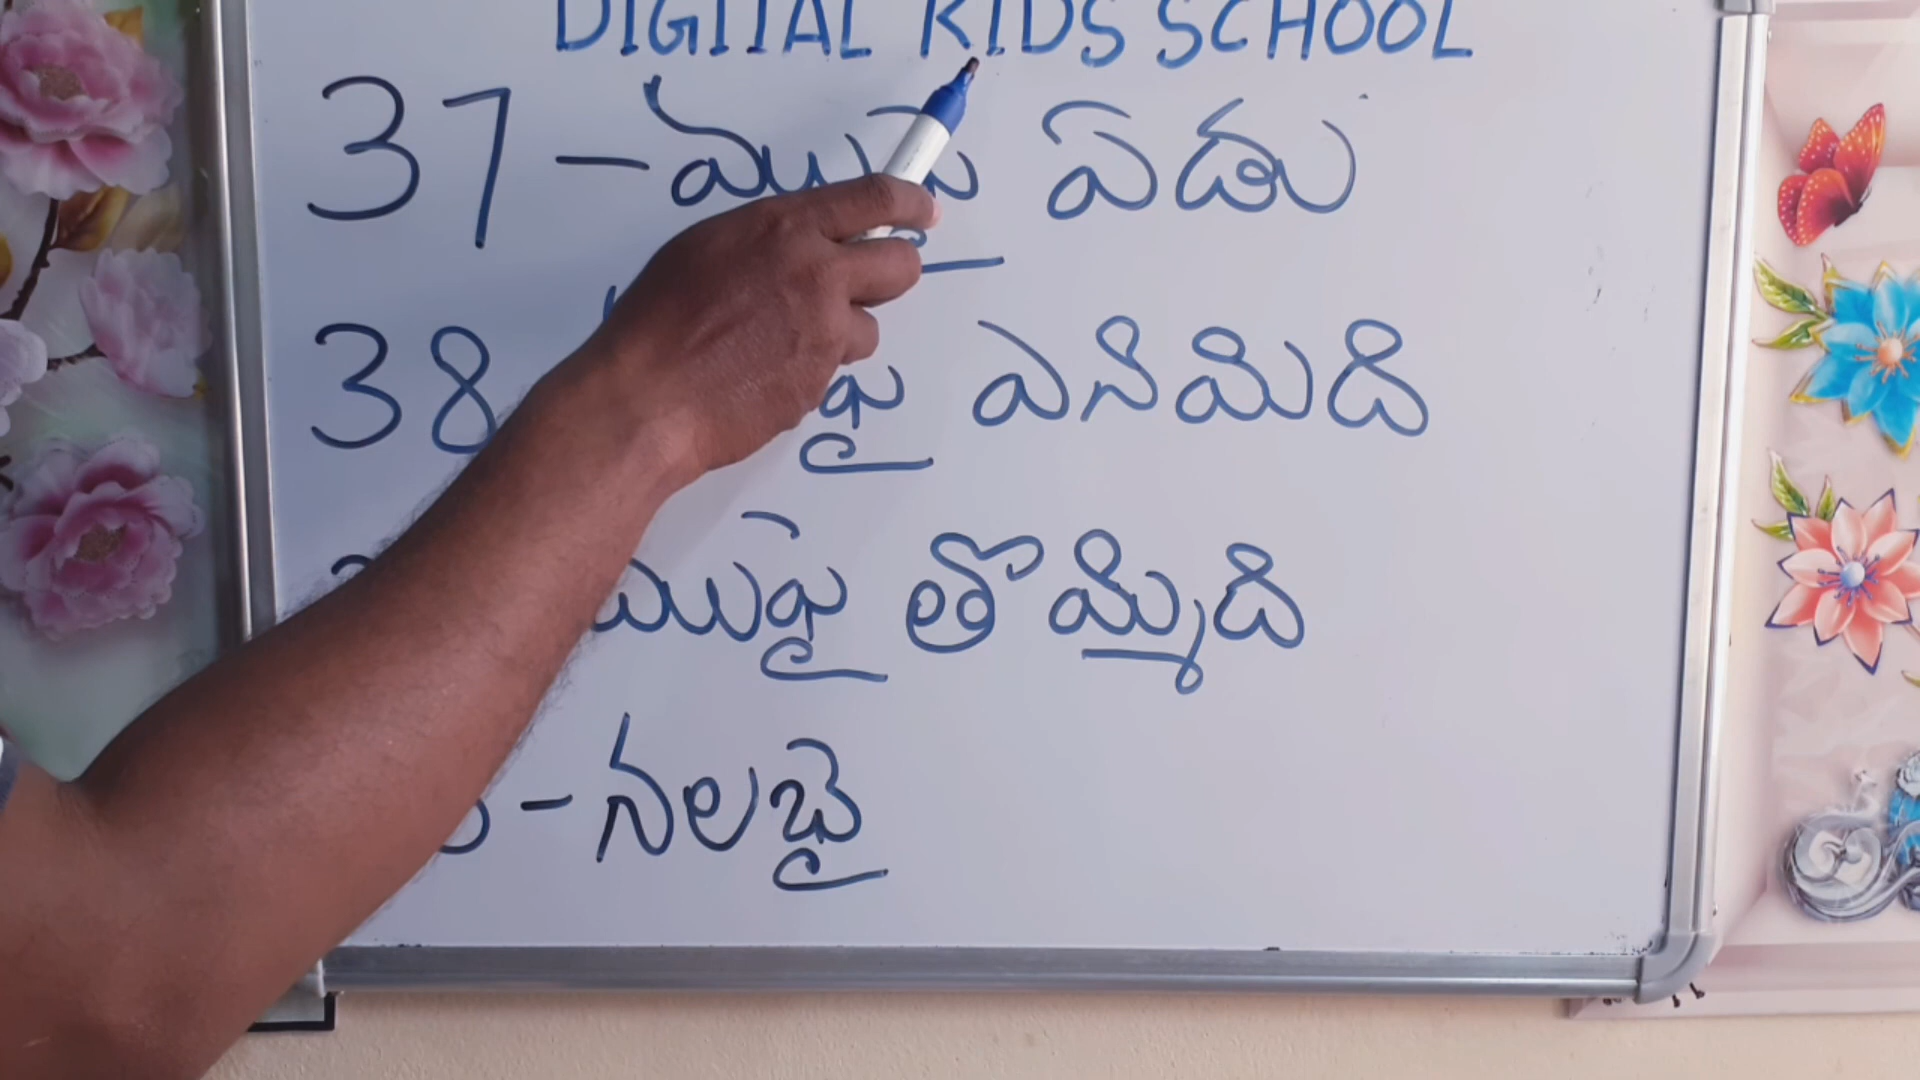 DIGITAL KIDS SCHOOL
37 - ఏడు
38 ఎనిమిది
ముప్పై తొమ్మిది
- నలభై